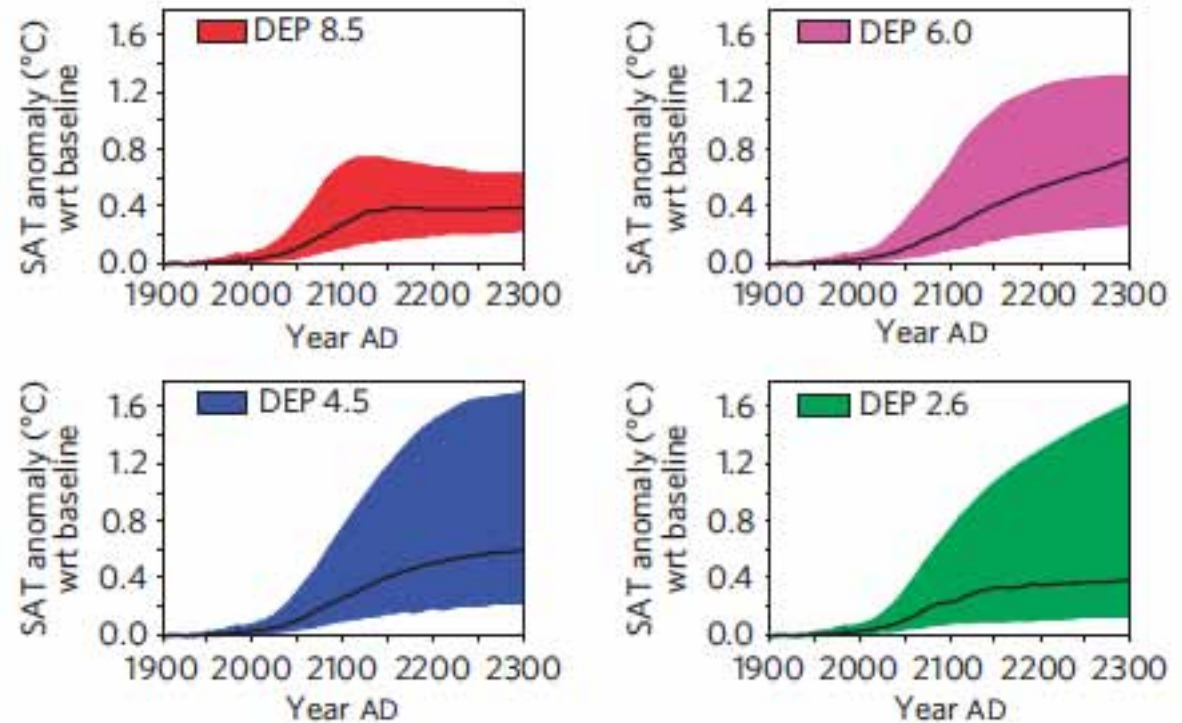 DEP 8.5
SAT anomaly (°C)
wrt baseline
1.6
1.2
0.8
0.4
0.0
1900 2000 2100 2200 2300
Year AD
DEP 6.0
SAT anomaly (°C)
wrt baseline
1.6
1.2
0.8
0.4
0.0
1900 2000 2100 2200 2300
Year AD
DEP 4.5
SAT anomaly (°C)
wrt baseline
1.6
1.2
0.8
0.4
0.0
1900 2000 2100 2200 2300
Year AD
DEP 2.6
SAT anomaly (°C)
wrt baseline
1.6
1.2
0.8
0.4
0.0
1900 2000 2100 2200 2300
Year AD